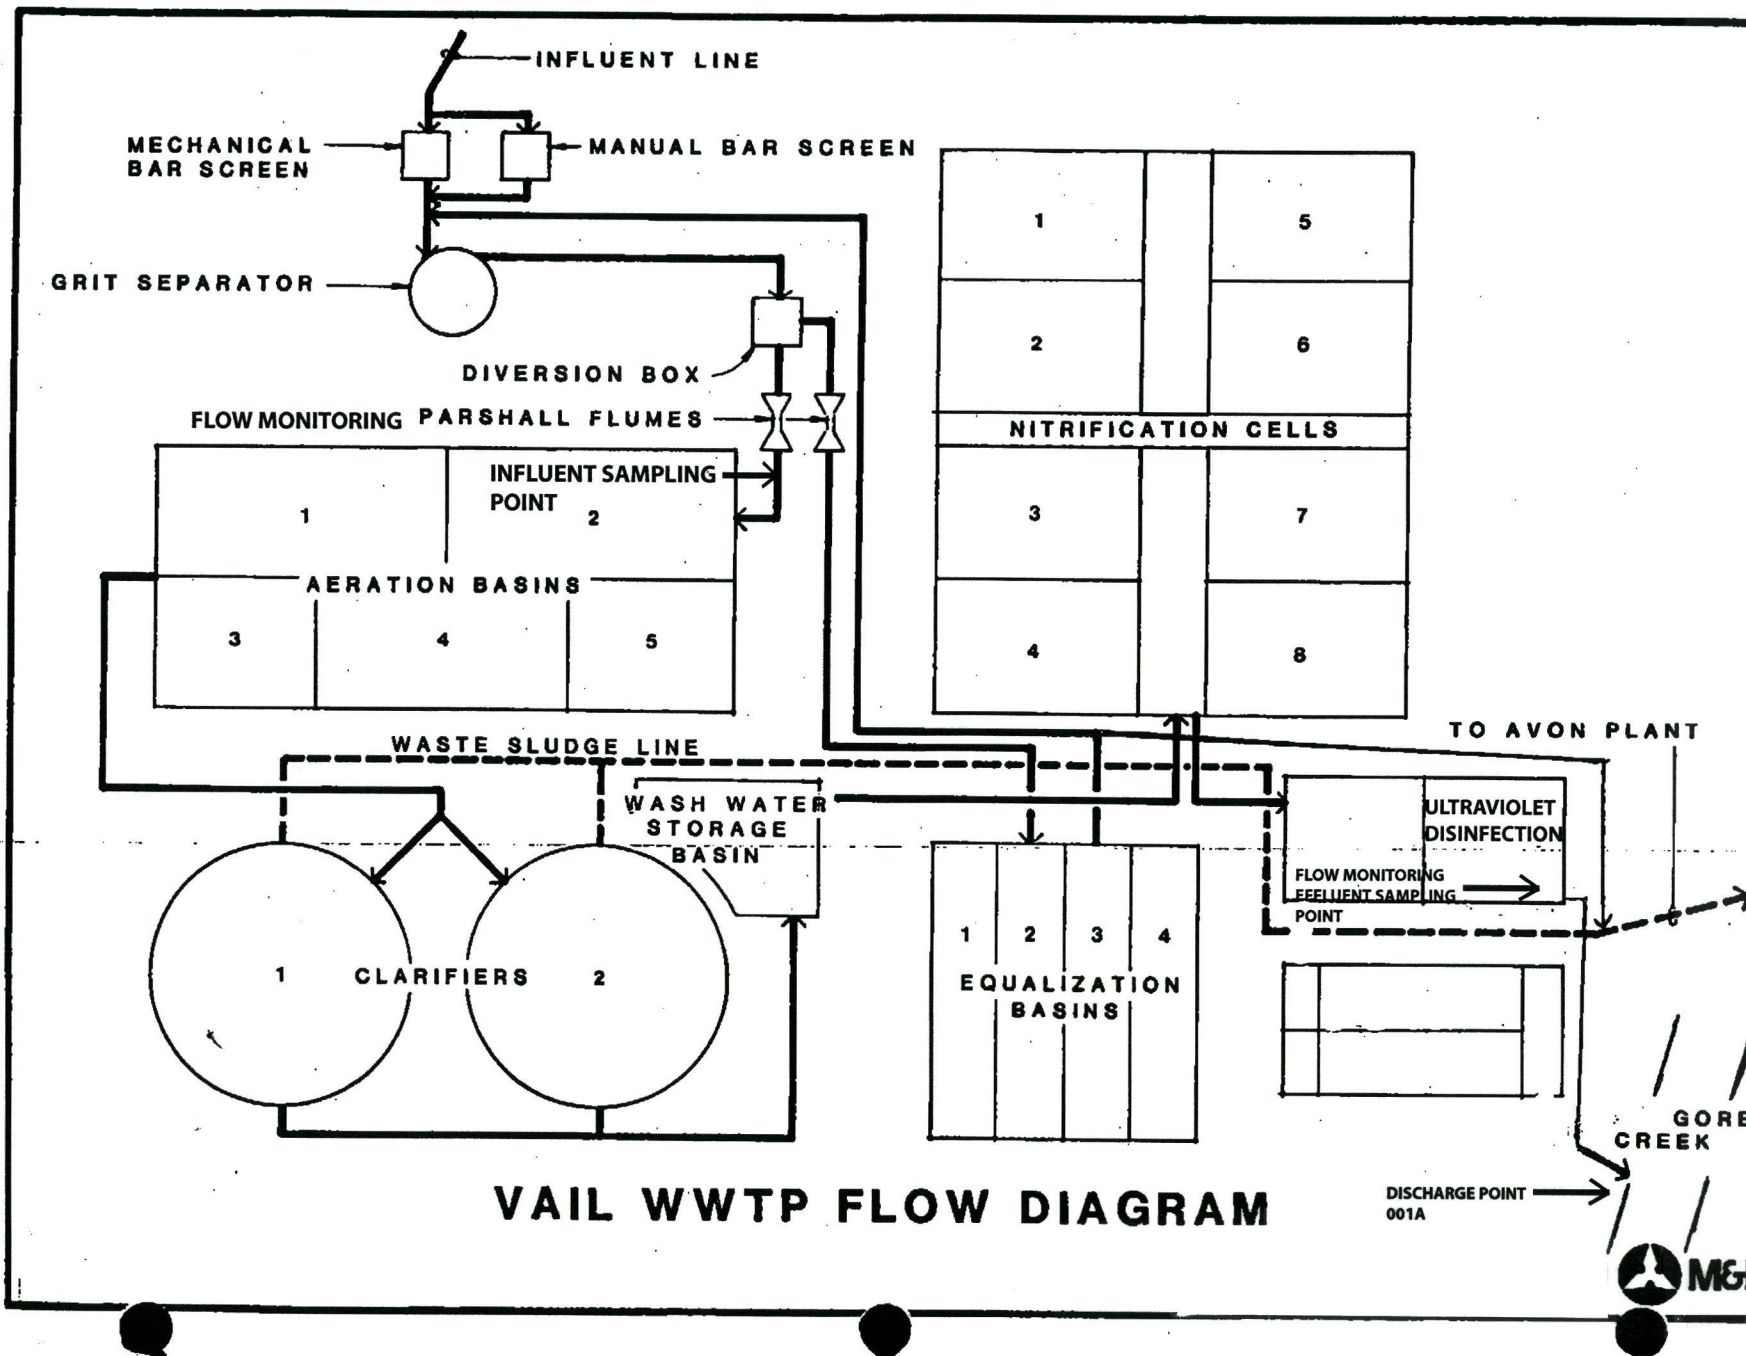 INFLUENT LINE
MECHANICAL
BAR SCREEN
MANUAL BAR SCREEN
GRIT SEPARATOR
DIVERSION BOX
FLOW MONITORING PARSHALL FLUMES
INFLUENT SAMPLING
POINT
1
2
AERATION BASINS
3
4
5
1
5
2
6
NITRIFICATION CELLS
3
7
4
8
TO AVON PLANT
WASTE SLUDGE LINE
WASH WATER
STORAGE
BASIN
ULTRAVIOLET
DISINFECTION
FLOW MONITORING
EFFLUENT SAMPLING
POINT
1
CLARIFIERS
2
1
2
3
4
EQUALIZATION
BASINS
GORE
CREEK
DISCHARGE POINT
001A
VAIL WWTP FLOW DIAGRAM
M&